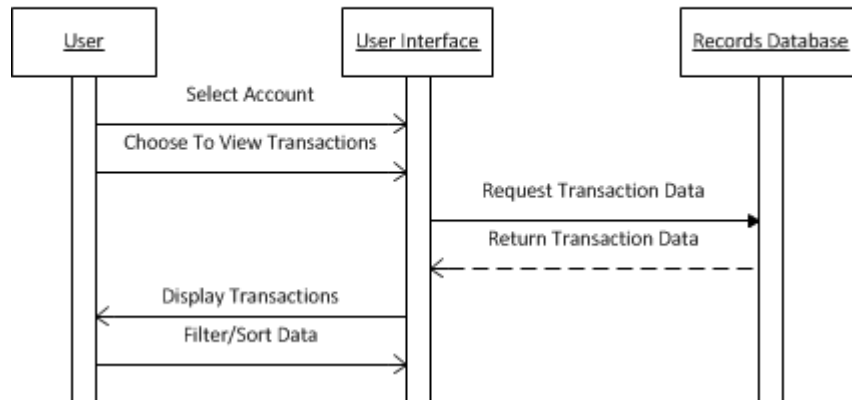 User
User Interface
Records Database
Select Account
Choose To View Transactions
Request Transaction Data
Return Transaction Data
Display Transactions
Filter/Sort Data